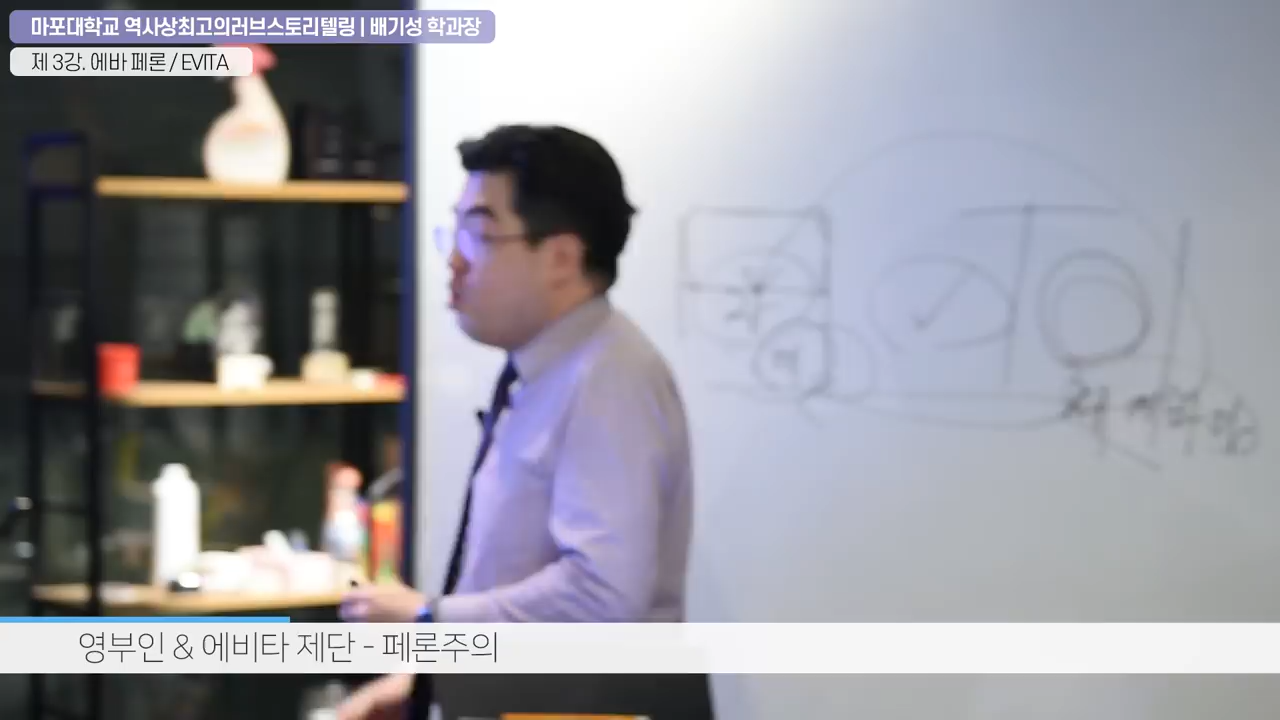 마포대학교 역사상최고의러브스토리텔링 | 배기성 학과장
제 3강. 에바 페론 / EVITA
영부인 & 에비타 제단 - 페론주의